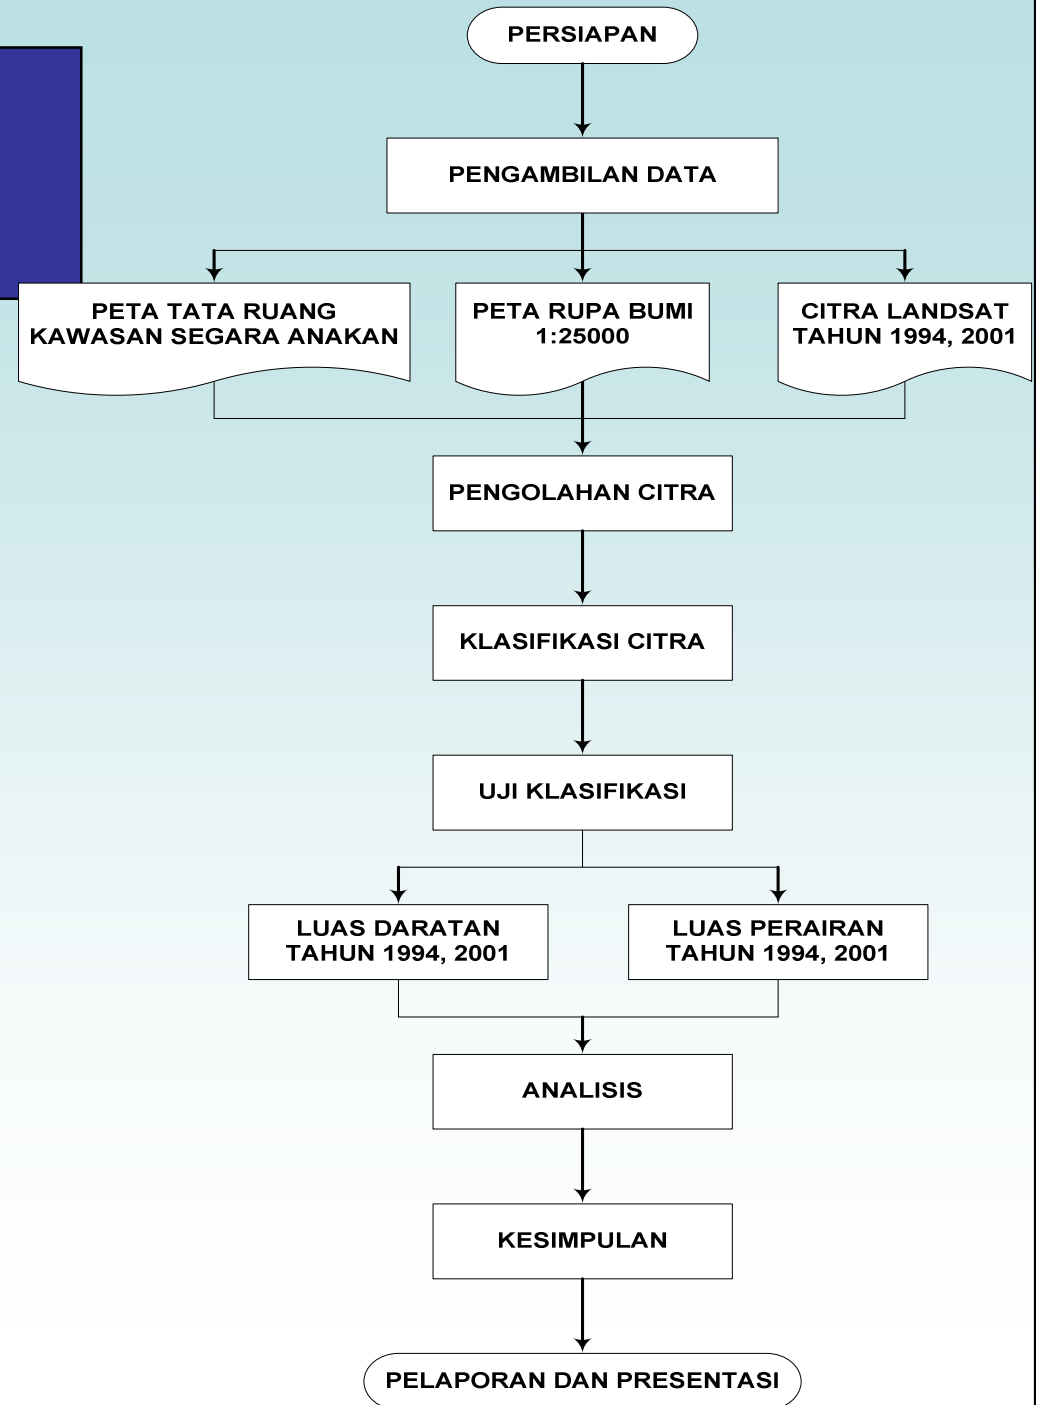 PERSIAPAN
PENGAMBILAN DATA
PETA TATA RUANG
KAWASAN SEGARA ANAKAN
PETA RUPA BUMI
1:25000
CITRA LANDSAT
TAHUN 1994, 2001
PENGOLAHAN CITRA
KLASIFIKASI CITRA
UJI KLASIFIKASI
LUAS DARATAN
TAHUN 1994, 2001
LUAS PERAIRAN
TAHUN 1994, 2001
ANALISIS
KESIMPULAN
PELAPORAN DAN PRESENTASI